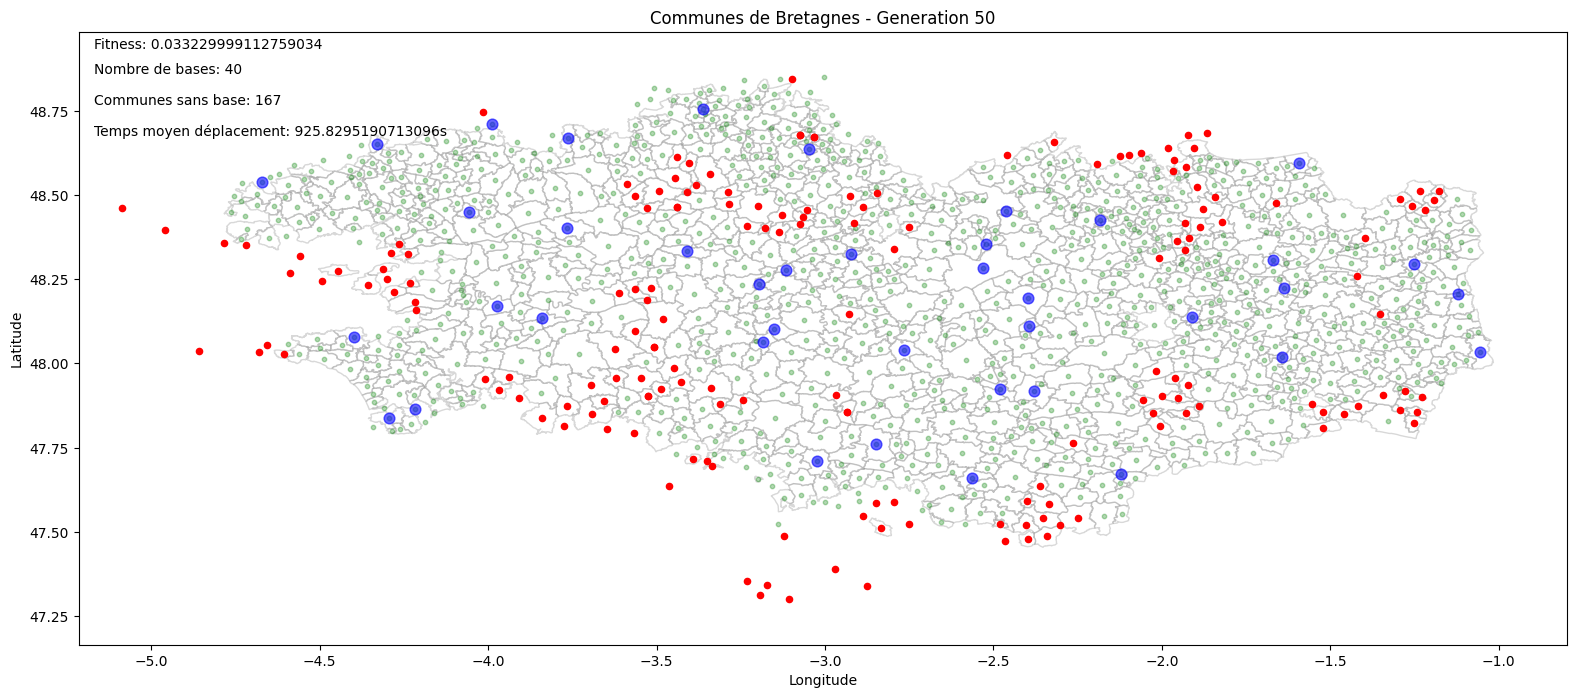 Communes de Bretagnes - Generation 50
Fitness: 0.033229999112759034
Nombre de bases: 40
Communes sans base: 167
Temps moyen déplacement: 925.8295190713096s
Latitude
48.75
48.50
48.25
48.00
47.75
47.50
47.25
−5.0 −4.5 −4.0 −3.5 −3.0 −2.5 −2.0 −1.5 −1.0
Longitude